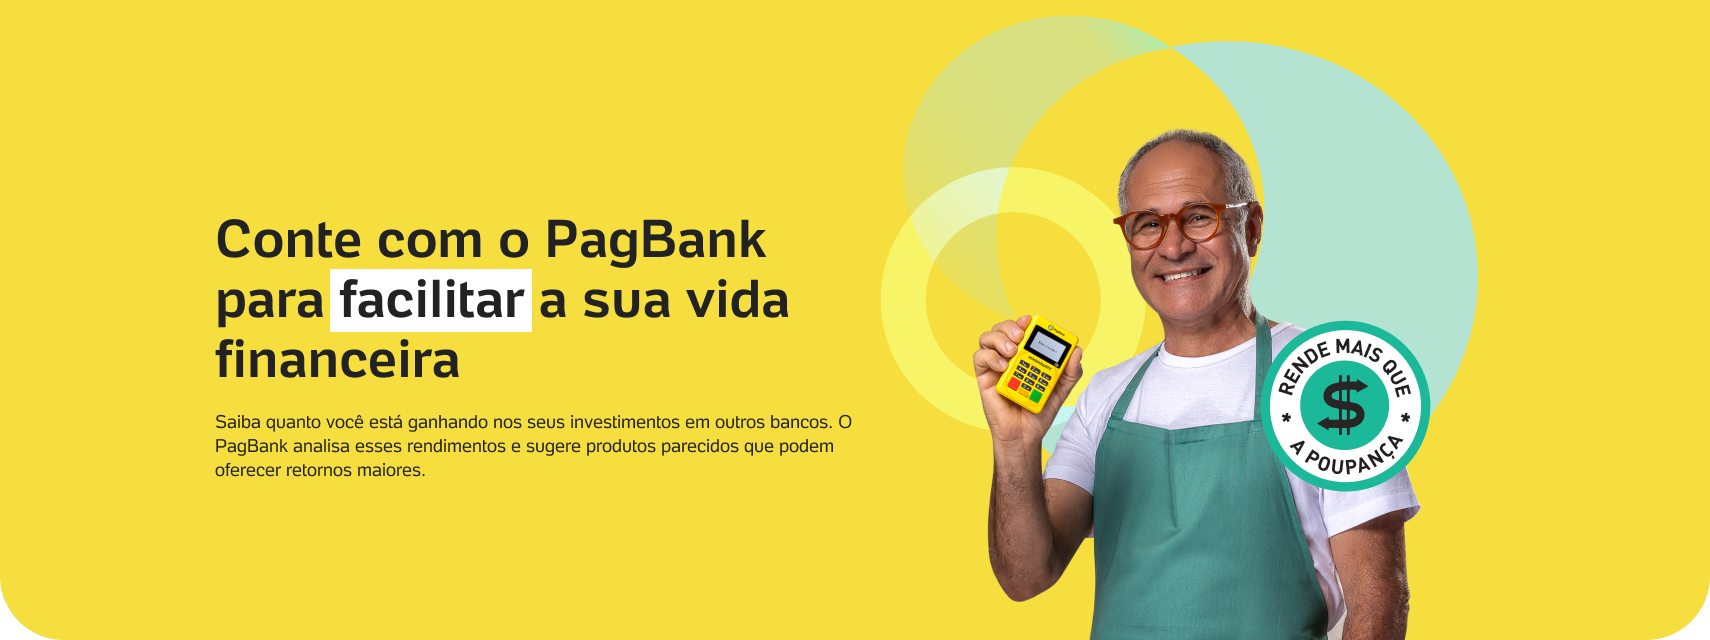 Conte com o PagBank
para facilitar a sua vida
financeira
Saiba quanto você está ganhando nos seus investimentos em outros bancos. O
PagBank analisa esses rendimentos e sugere produtos parecidos que podem
oferecer retornos maiores.
RENDE MAIS QUE
* $ *
A POUPANÇA